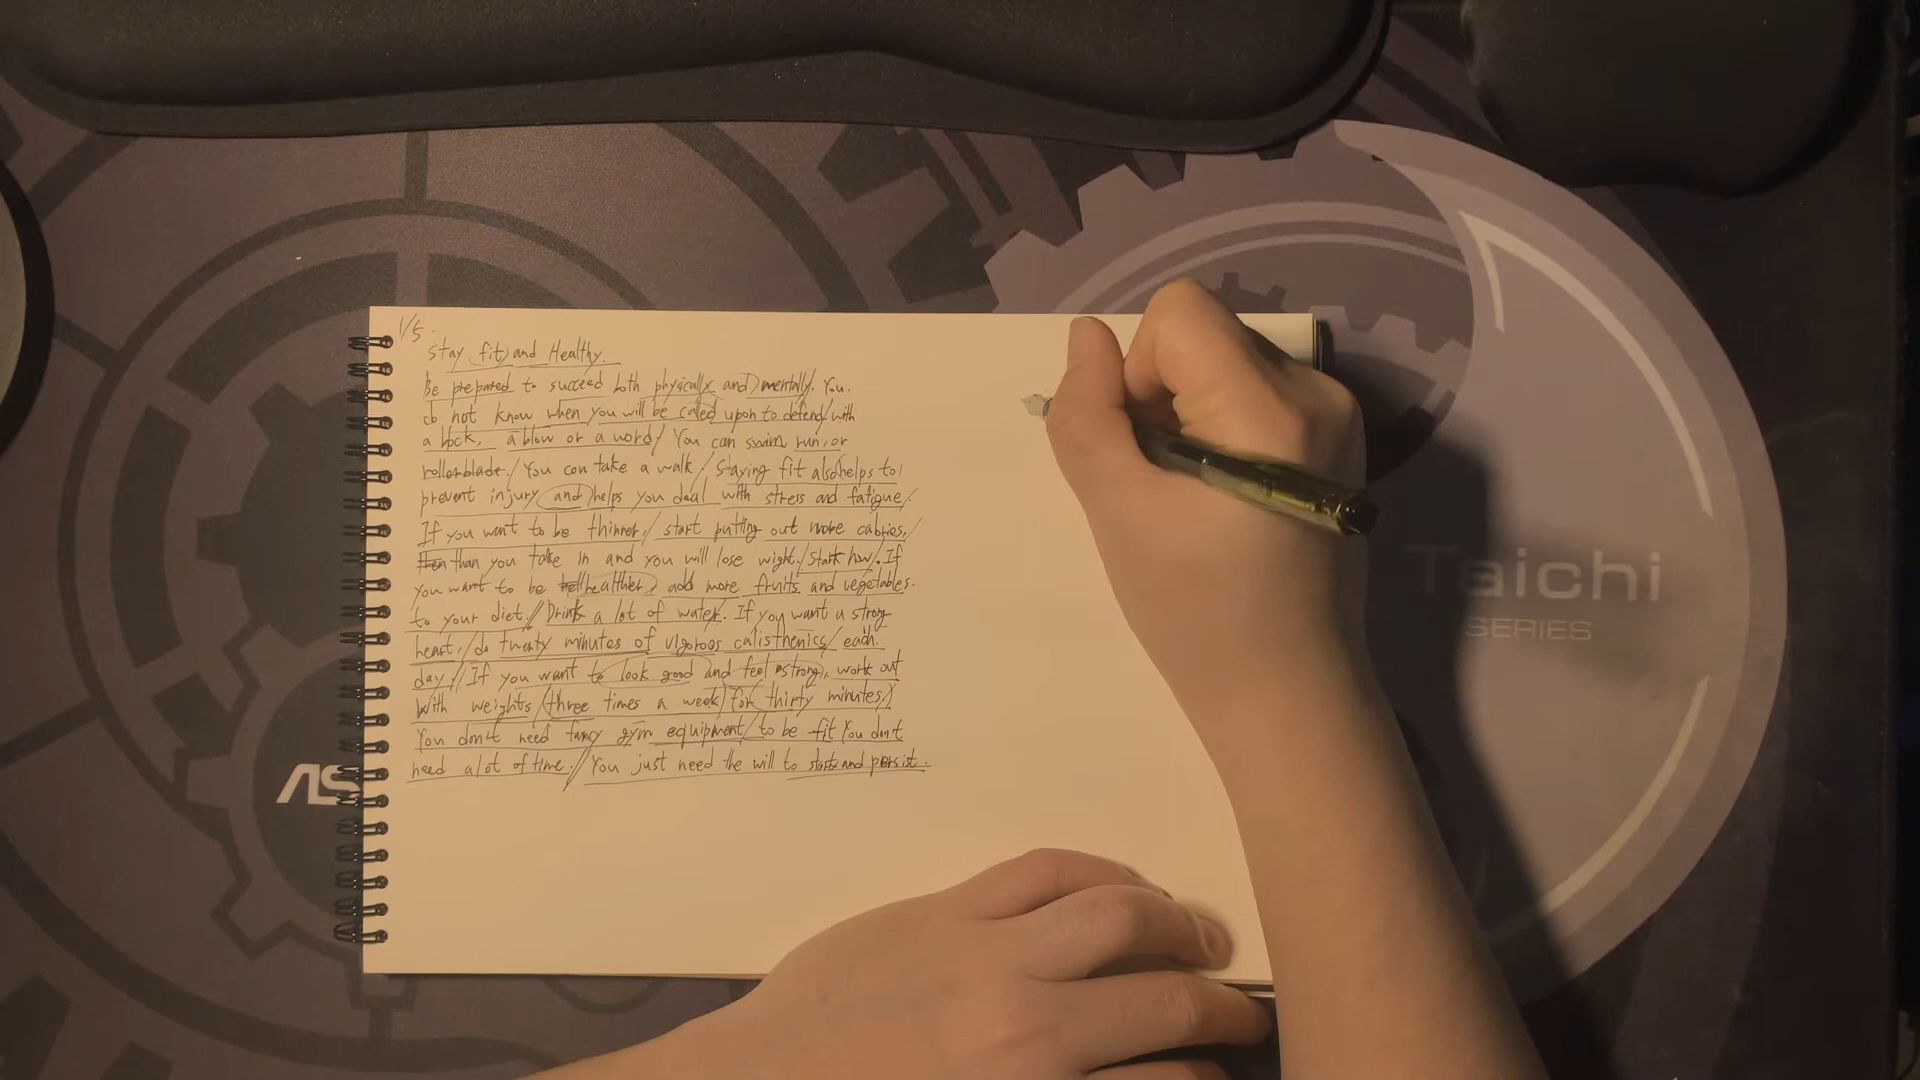 1/5.
Stay fit and Healthy.
Be prepared to succeed both physically and mentally. You.
do not know when you will be called upon to defend with
a block, a blow or a word. You can swim, run, or
rollerblade. You can take a walk. Staying fit also helps to
prevent injury and helps you deal with stress and fatigue.
If you want to be thinner, start putting out more calories,
than you take in and you will lose wight. Start how. If
you want to be healthier, add more fruits and vegetables.
to your diet. Drink a lot of water. If you want a strong
heart, do twenty minutes of vigoroos calisthenics each.
day. If you want to look good and feel strong, work out
with weights three times a week for thirty minutes.
You don't need fancy gym equipment to be fit You don't
need a lot of time. You just need the will to start and persist.
AS
Taichi
SERIES